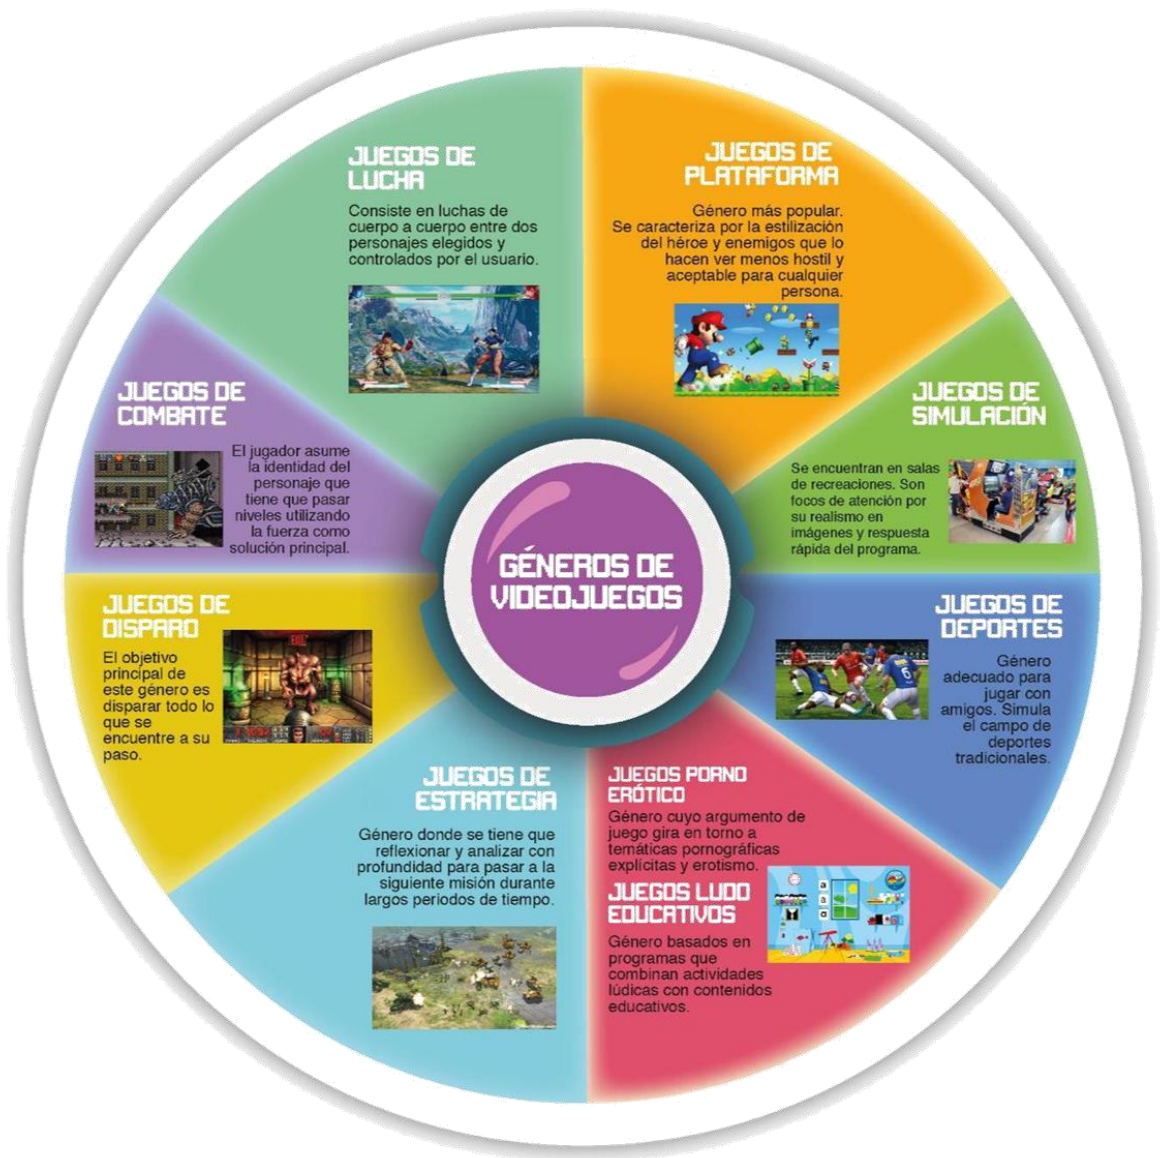 JUEGOS DE
LUCHA
Consiste en luchas de
cuerpo a cuerpo entre dos
personajes elegidos y
controlados por el usuario.
JUEGOS DE
PLATAFORMA
Género más popular.
Se caracteriza por la estilización
del héroe y enemigos que lo
hacen ver menos hostil y
aceptable para cualquier
persona.
JUEGOS DE
SIMULACIÓN
Se encuentran en salas
de recreaciones. Son
focos de atención por
su realismo en
imágenes y respuesta
rápida del programa.
JUEGOS DE
DEPORTES
Género
adecuado para
jugar con
amigos. Simula
el campo de
deportes
tradicionales.
JUEGOS PORNO
ERÓTICO
Género cuyo argumento de
juego gira en torno a
temáticas pornográficas
explícitas y erotismo.
JUEGOS LUDO
EDUCATIVOS
Género basados en
programas que
combinan actividades
lúdicas con contenidos
educativos.
a
a
a
JUEGOS DE
ESTRATEGIA
Género donde se tiene que
reflexionar y analizar con
profundidad para pasar a la
siguiente misión durante
largos periodos de tiempo.
JUEGOS DE
DISPARO
El objetivo
principal de
este género es
disparar todo lo
que se
encuentre a su
paso.
EXIT
JUEGOS DE
COMBATE
El jugador asume
la identidad del
personaje que
tiene que pasar
niveles utilizando
la fuerza como
solución principal.
GÉNEROS DE
VIDEOJUEGOS
6